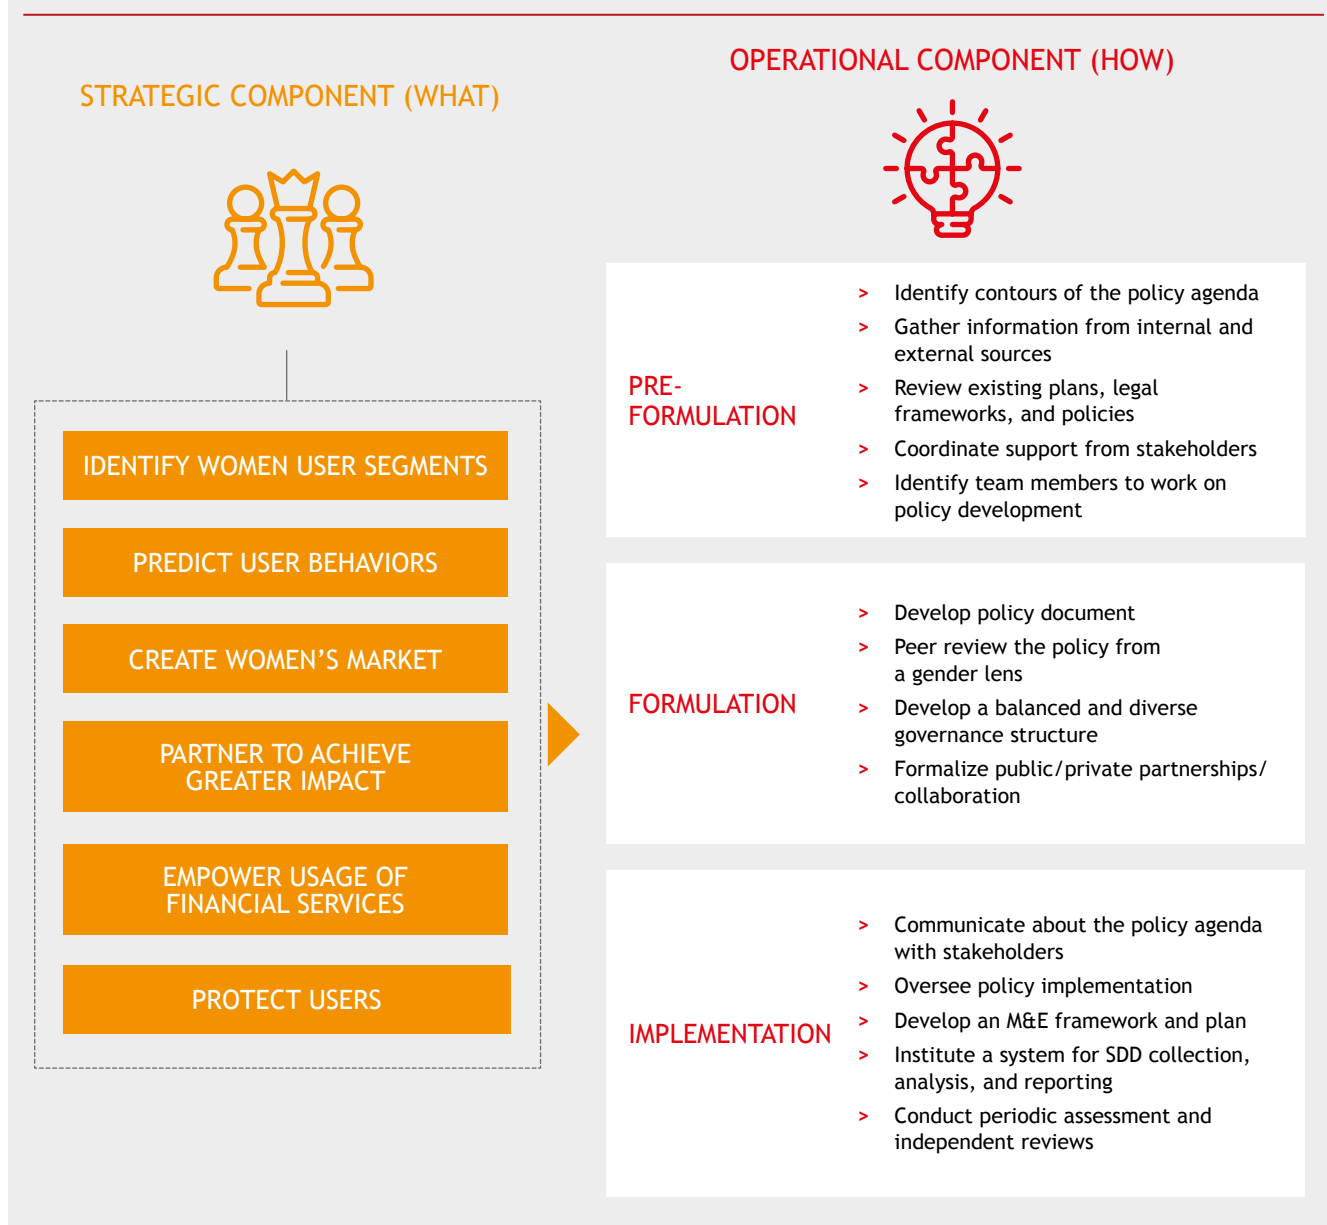 STRATEGIC COMPONENT (WHAT)
IDENTIFY WOMEN USER SEGMENTS
PREDICT USER BEHAVIORS
CREATE WOMEN'S MARKET
PARTNER TO ACHIEVE
GREATER IMPACT
EMPOWER USAGE OF
FINANCIAL SERVICES
PROTECT USERS
OPERATIONAL COMPONENT (HOW)
PRE-
FORMULATION
> Identify contours of the policy agenda
> Gather information from internal and
external sources
> Review existing plans, legal
frameworks, and policies
> Coordinate support from stakeholders
> Identify team members to work on
policy development
FORMULATION
> Develop policy document
> Peer review the policy from
a gender lens
> Develop a balanced and diverse
governance structure
> Formalize public/private partnerships/
collaboration
IMPLEMENTATION
> Communicate about the policy agenda
with stakeholders
> Oversee policy implementation
> Develop an M&E framework and plan
> Institute a system for SDD collection,
analysis, and reporting
> Conduct periodic assessment and
independent reviews